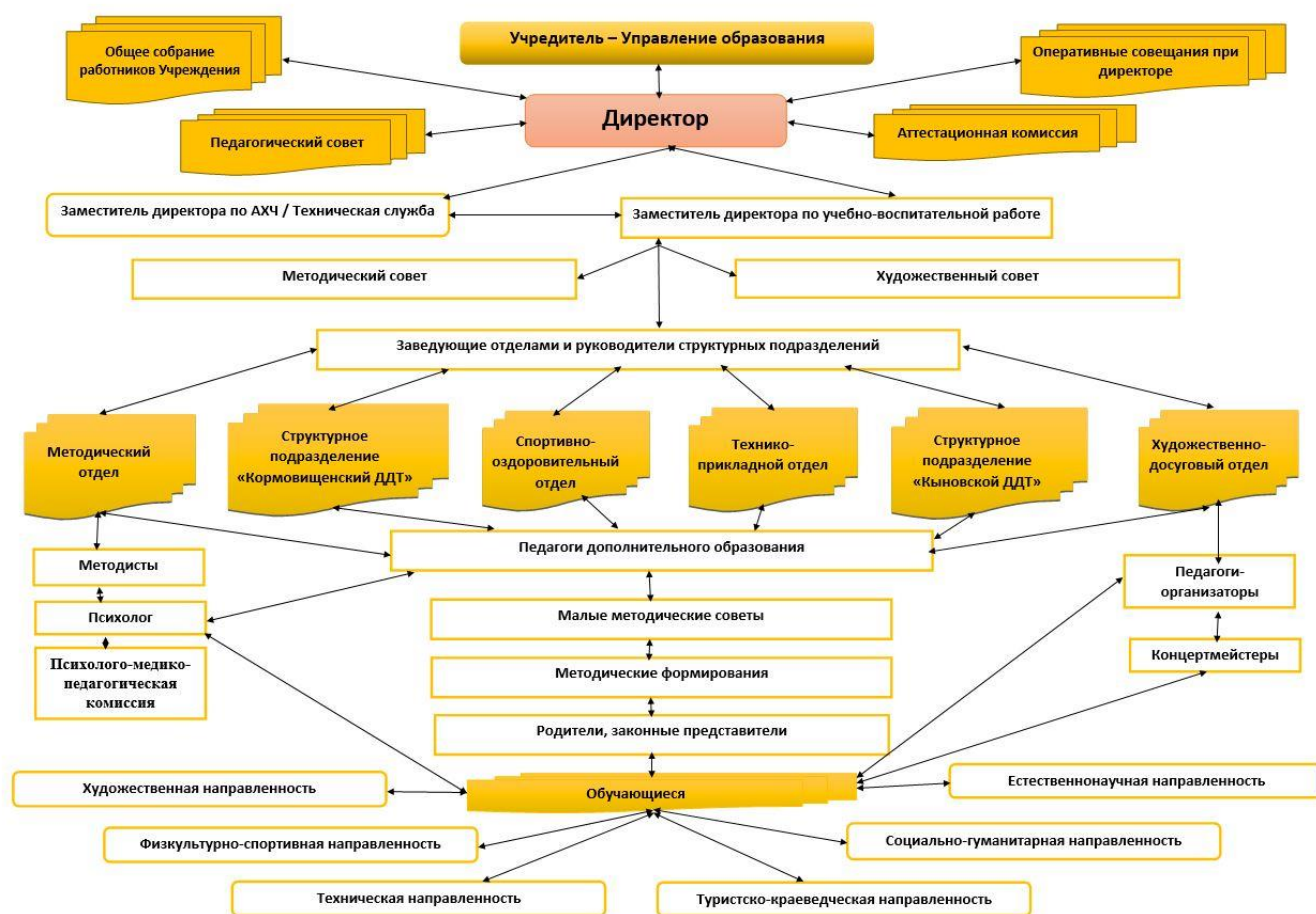 Учредитель – Управление образования
Общее собрание
работников Учреждения
Оперативные совещания при
директоре
Директор
Педагогический совет
Аттестационная комиссия
Заместитель директора по АХЧ / Техническая служба
Заместитель директора по учебно-воспитательной работе
Методический совет
Художественный совет
Заведующие отделами и руководители структурных подразделений
Методический
отдел
Структурное
подразделение
«Кормовищенский ДДТ»
Спортивно-
оздоровительный
отдел
Технико-
прикладной отдел
Структурное
подразделение
«Кыновской ДДТ»
Художественно-
досуговый отдел
Педагоги дополнительного образования
Методисты
Педагоги-
организаторы
Психолог
Малые методические советы
Психолого-медико-
педагогическая
комиссия
Методические формирования
Концертмейстеры
Родители, законные представители
Обучающиеся
Художественная направленность
Естественнонаучная направленность
Физкультурно-спортивная направленность
Социально-гуманитарная направленность
Техническая направленность
Туристско-краеведческая направленность